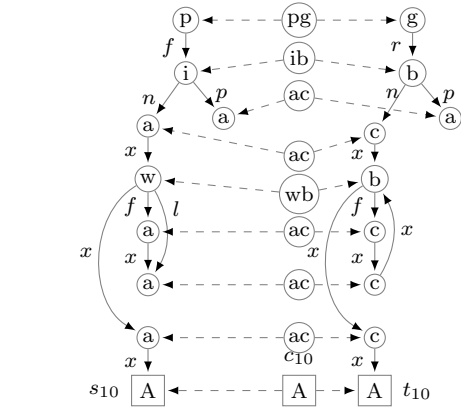 p pg g
f r
i ib b
n p n p
a ac a
a ac c
x x
w wb b
f l f
x a ac c x x
x x
a ac c
a ac c
x c10 x
s10 A A A t10